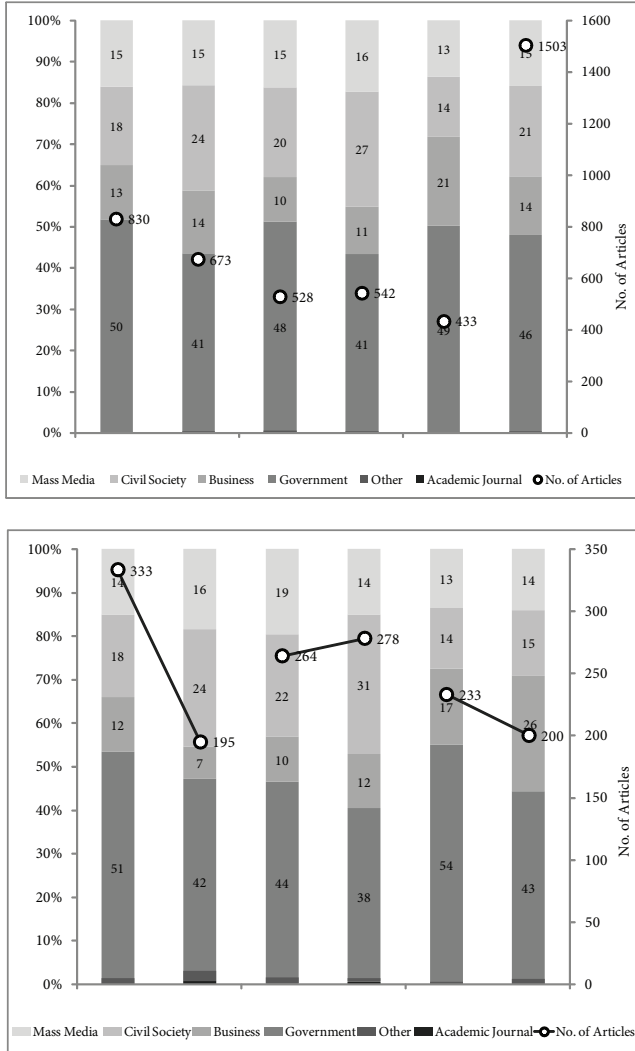 100%
90%
80%
70%
60%
50%
40%
30%
20%
10%
0%
15 15 15 16 13 15
18 24 20 27 14 21
13 14 10 11 21 14
50 41 48 41 49 46
830 673 528 542 433 1503
1600
1400
1200
1000
800
600
400
200
0
No. of Articles
Mass Media Civil Society Business Government Other Academic Journal No. of Articles
100%
90%
80%
70%
60%
50%
40%
30%
20%
10%
0%
14 16 19 14 13 14
18 24 22 31 14 15
12 7 10 12 17 26
51 42 44 38 54 43
333 195 264 278 233 200
350
300
250
200
150
100
50
0
No. of Articles
Mass Media Civil Society Business Government Other Academic Journal No. of Articles